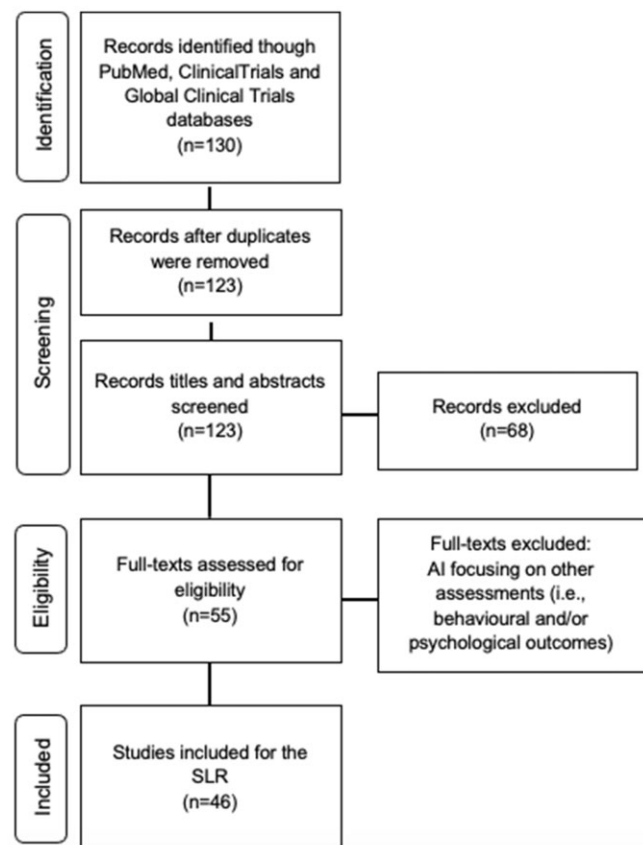 Identification
Records identified though
PubMed, ClinicalTrials and
Global Clinical Trials
databases
(n=130)
Screening
Records after duplicates
were removed
(n=123)
Records titles and abstracts
screened
(n=123)
Records excluded
(n=68)
Eligibility
Full-texts assessed for
eligibility
(n=55)
Full-texts excluded:
AI focusing on other
assessments (i.e.,
behavioural and/or
psychological outcomes)
Included
Studies included for the
SLR
(n=46)